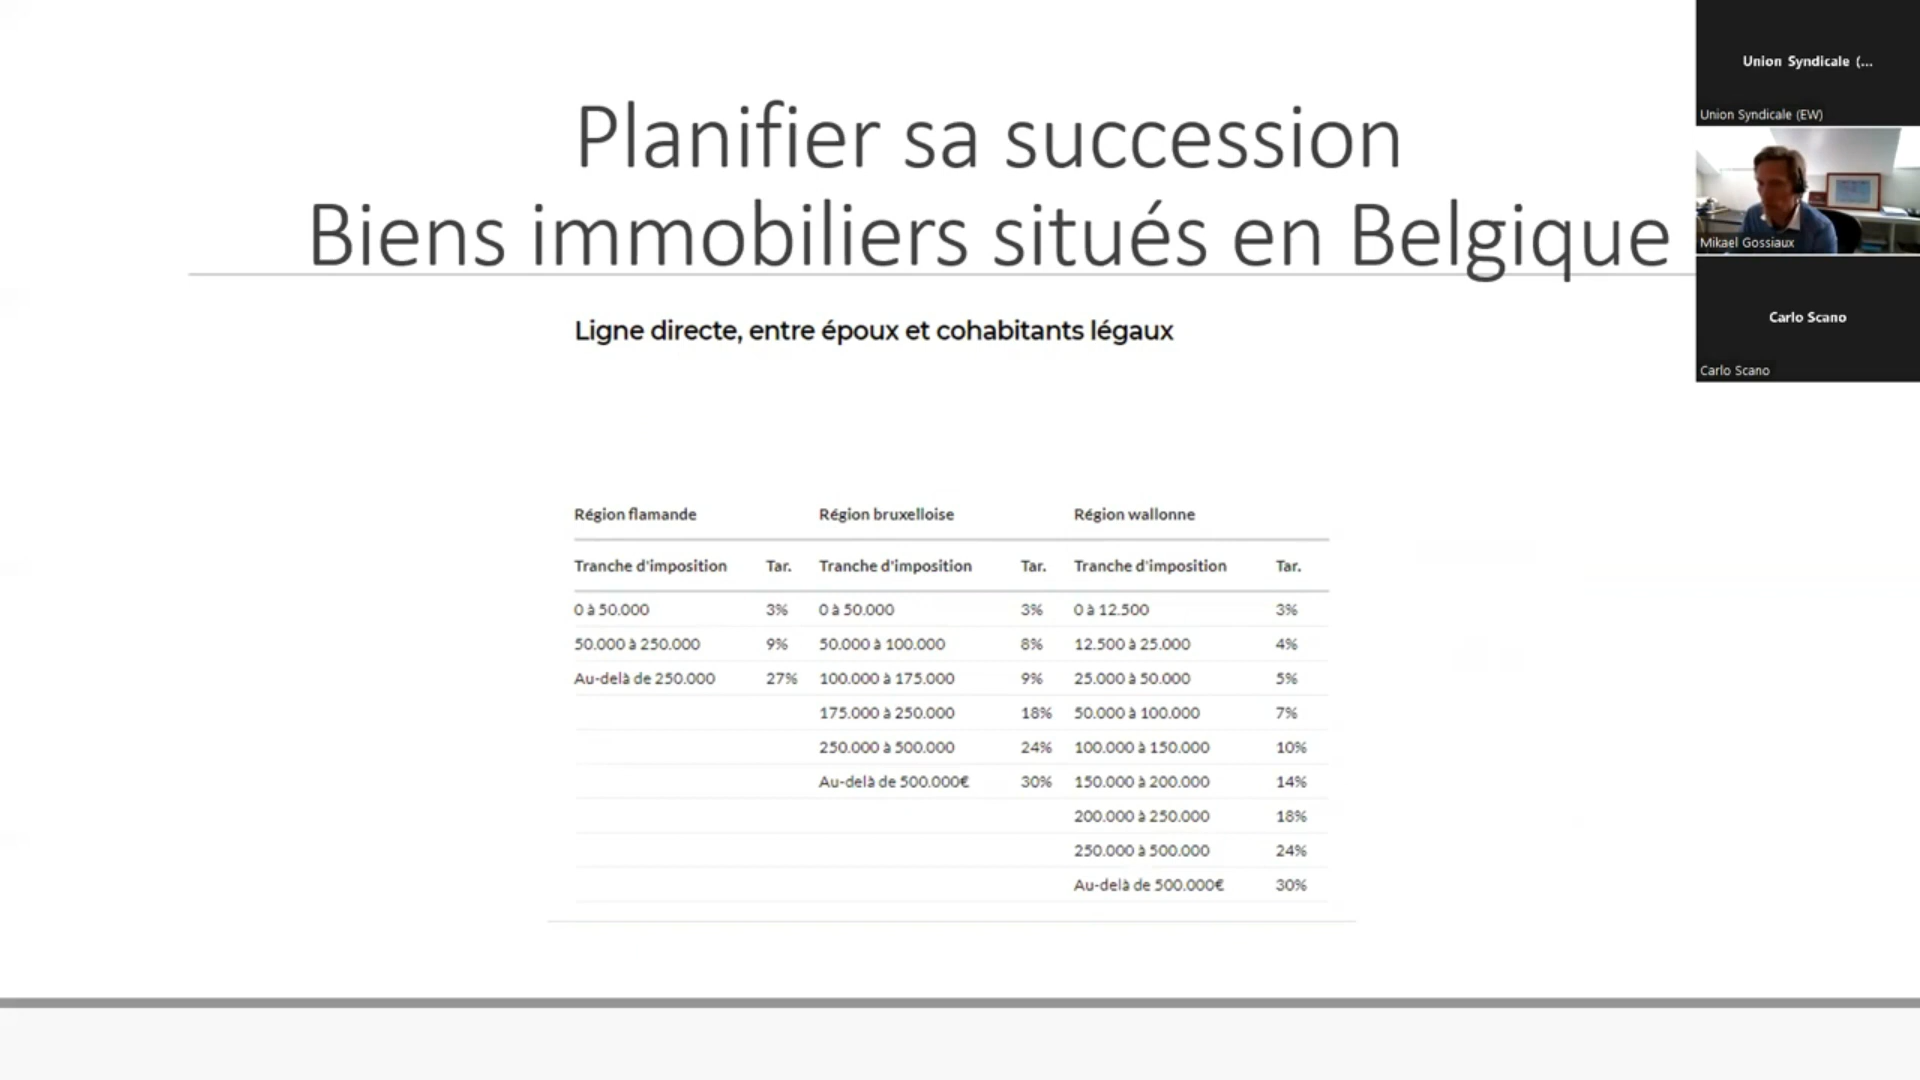 Planifier sa succession
Biens immobiliers situés en Belgique
Ligne directe, entre époux et cohabitants légaux
Région flamande Région bruxelloise Région wallonne
Tranche d'imposition Tar. Tranche d'imposition Tar. Tranche d'imposition Tar.
0 à 50.000 3% 0 à 50.000 3% 0 à 12.500 3%
50.000 à 250.000 9% 50.000 à 100.000 8% 12.500 à 25.000 4%
Au-delà de 250.000 27% 100.000 à 175.000 9% 25.000 à 50.000 5%
175.000 à 250.000 18% 50.000 à 100.000 7%
250.000 à 500.000 24% 100.000 à 150.000 10%
Au-delà de 500.000€ 30% 150.000 à 200.000 14%
200.000 à 250.000 18%
250.000 à 500.000 24%
Au-delà de 500.000€ 30%
Union Syndicale (...
Union Syndicale (EW)
Mikael Gossiaux
Carlo Scano
Carlo Scano